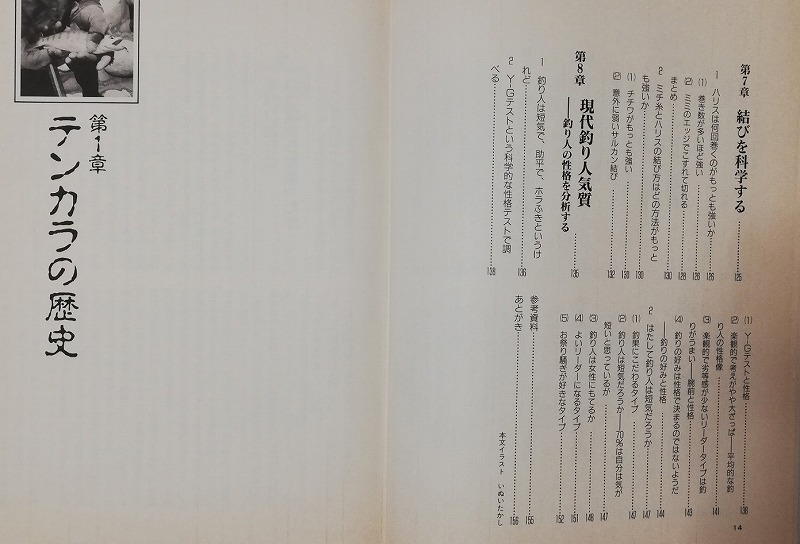 第7章 結びを科学する……125
1 ハリスは何回巻くのがもっとも強いか……126
(1) 巻き数が多いほど強い……126
(2) ミミのエッジでこすれて切れる……128
まとめ……130
2 ミチ糸とハリスの結び方はどの方法がもっと
も強いか……130
(1) チチワがもっとも強い……130
(2) 意外に弱いサルカン結び……132
第8章 現代釣り人気質
――釣り人の性格を分析する……135
1 釣り人は短気で、助平で、ホラふきというけ
れど……136
2 Y-Gテストという科学的な性格テストで調
べる……138
(1) Y-Gテストと性格……138
(2) 楽観的で考えがやや大ざっぱ――平均的な釣
り人の性格像……141
(3) 楽観的で劣等感が少ないリーダータイプは釣
りがうまい――腕前と性格……143
(4) 釣りの好みは性格で決まるのではないようだ
――釣りの好みと性格……144
2 はたして釣り人は短気だろうか……147
(1) 釣果にこだわるタイプ……147
(2) 釣り人は短気だろうか――70%は自分は気が
短いと思っているが……147
(3) 釣り人は女性にもてるか……148
(4) よいリーダーになるタイプ……151
(5) お祭り騒ぎが好きなタイプ……152
参考資料……155
あとがき……156
本文イラスト いぬいたかし
14
第1章
テンカラの歴史